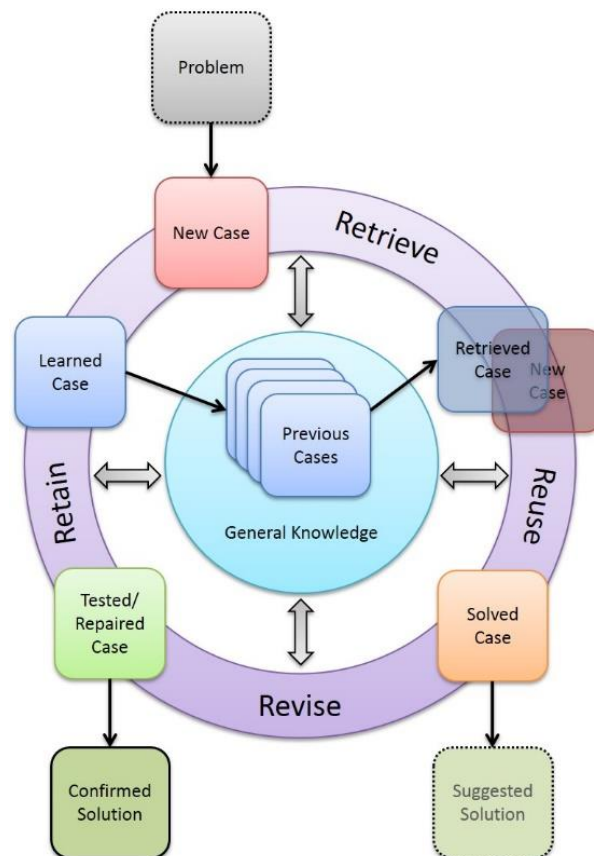 Problem
New Case
Retrieve
Learned
Case
Retrieved
Case
New
Case
Previous
Cases
General Knowledge
Retain
Reuse
Tested/
Repaired
Case
Solved
Case
Revise
Confirmed
Solution
Suggested
Solution